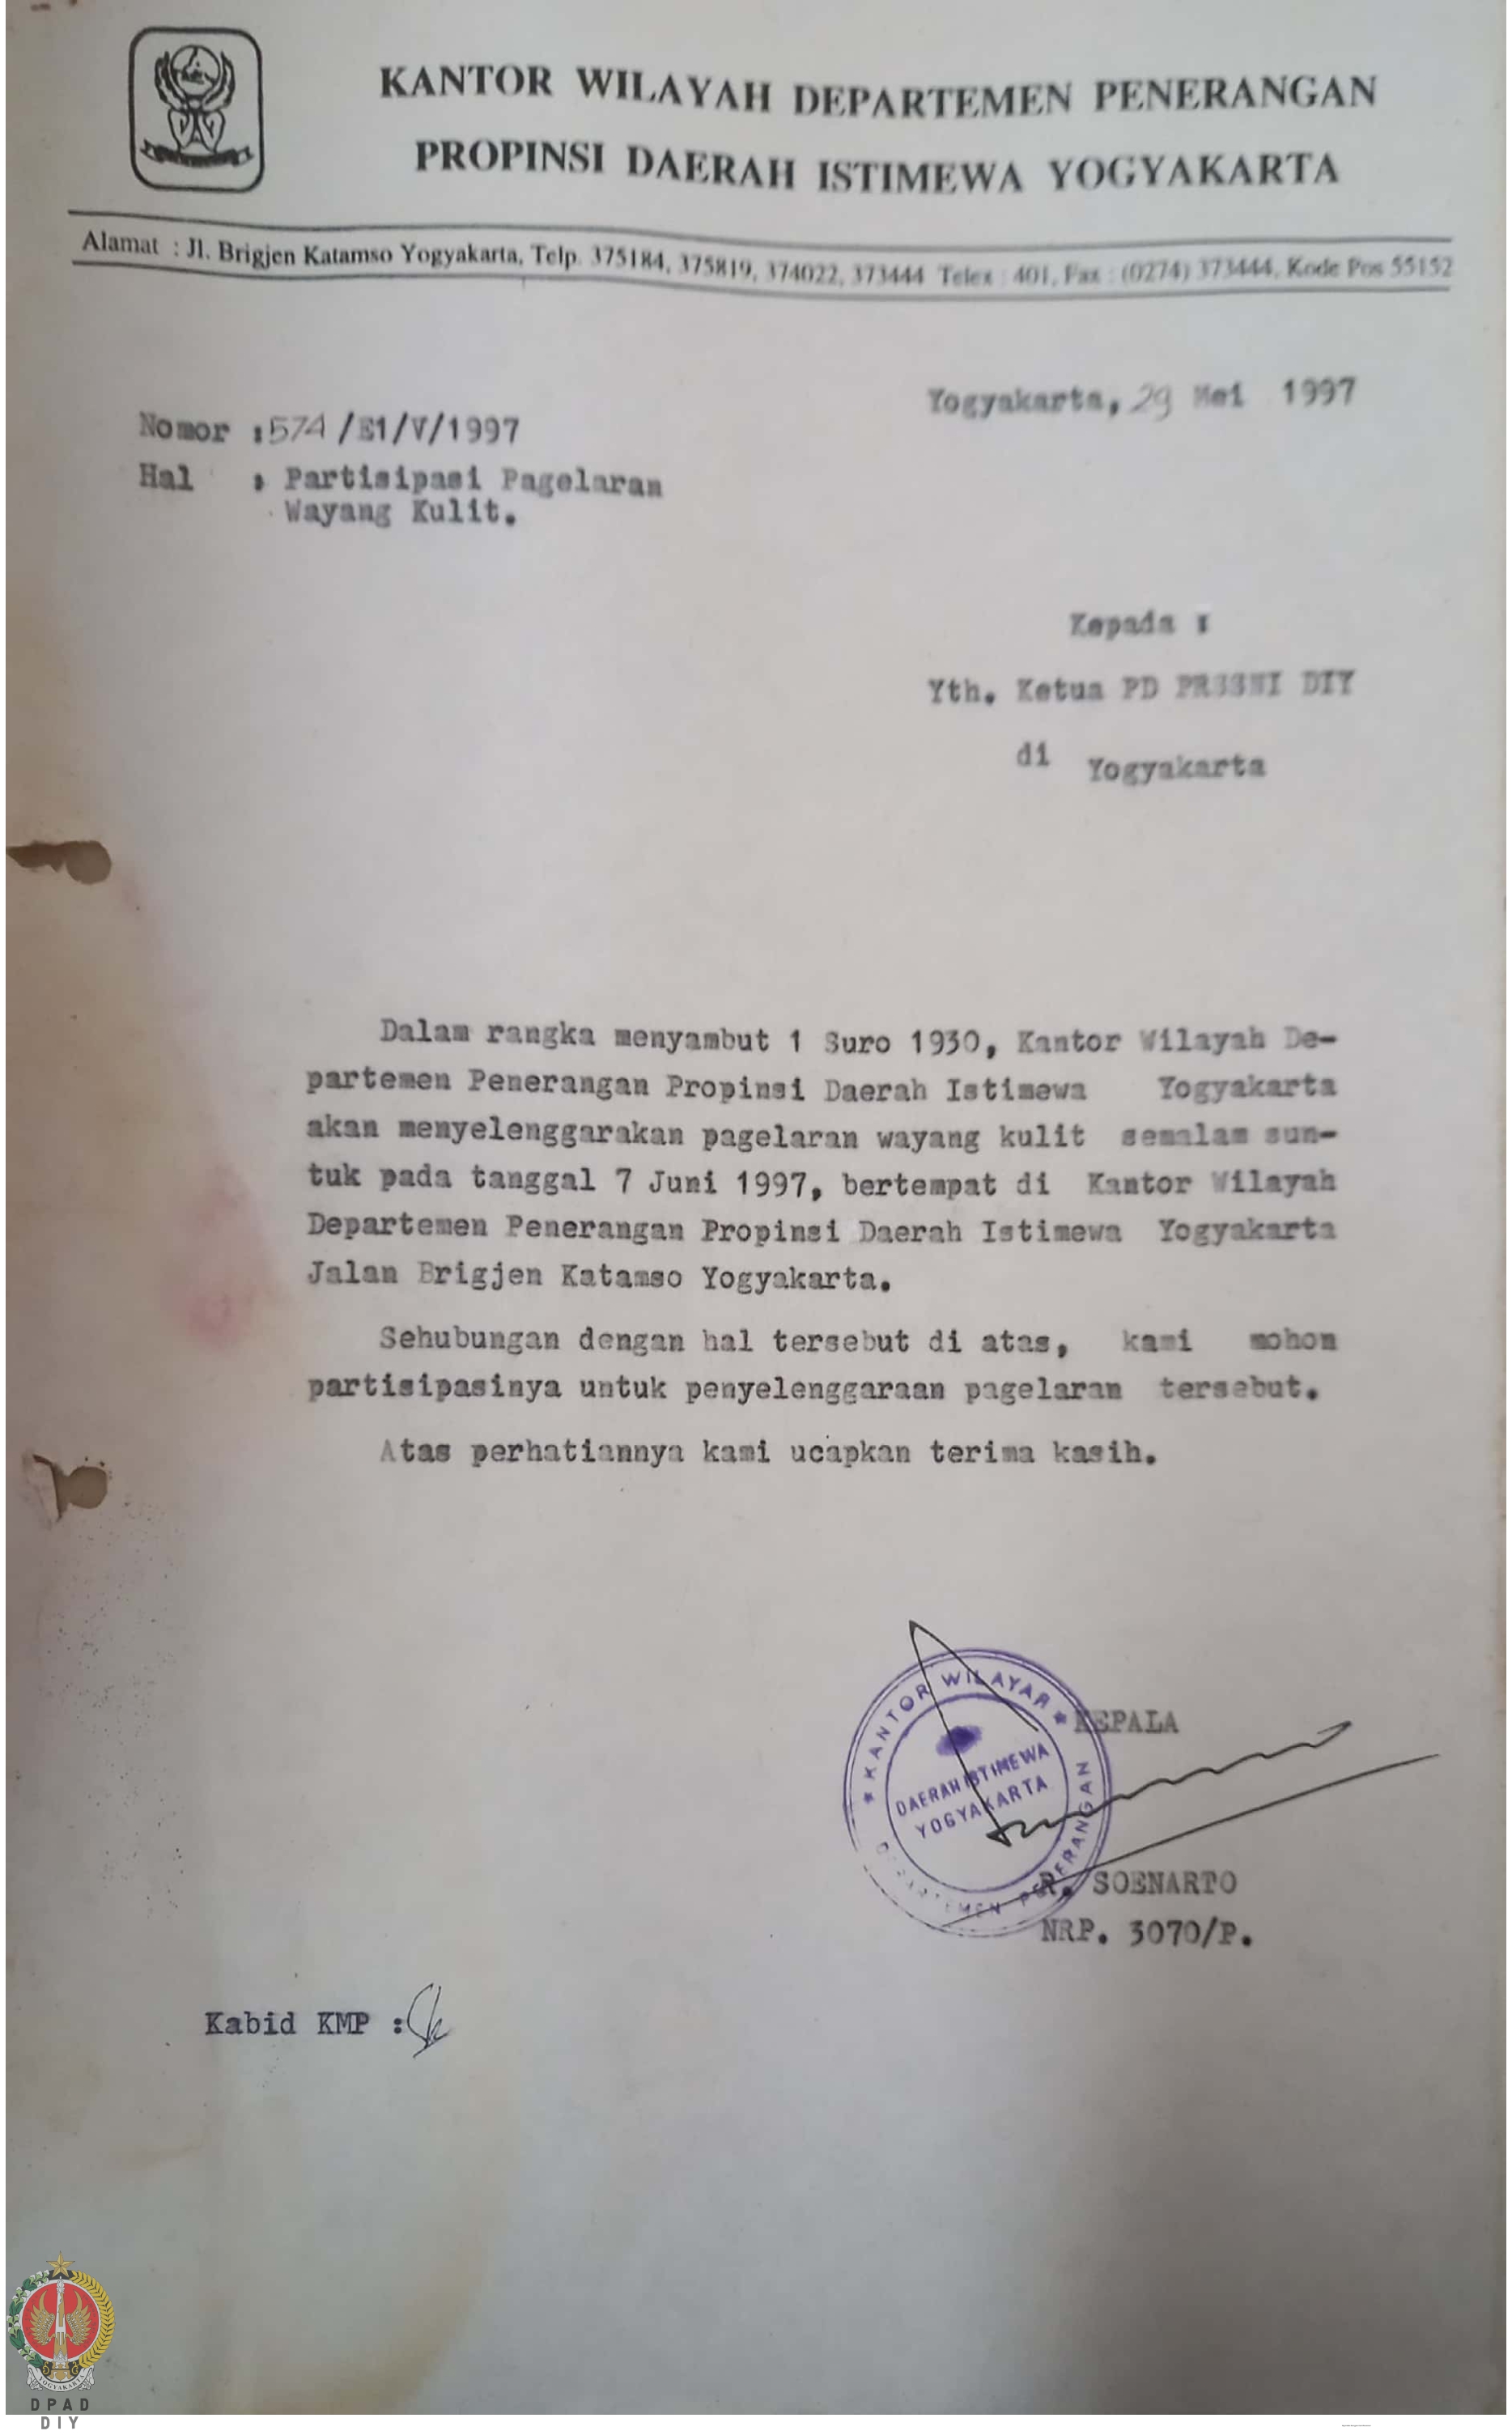 KANTOR WILAYAH DEPARTEMEN PENERANGAN
PROPINSI DAERAH ISTIMEWA YOGYAKARTA
Alamat : Jl. Brigjen Katamso Yogyakarta, Telp. 375184, 375819, 374022, 373444 Telex : 401, Fax : (0274) 373444, Kode Pos 55152
Yogyakarta, 29 Mei 1997
Nomor :574/E1/V/1997
Hal : Partisipasi Pagelaran
Wayang Kulit.
Kepada :
Yth. Ketua PD PRSSNI DIY
di Yogyakarta
Dalam rangka menyambut 1 Suro 1930, Kantor Wilayah De-
partemen Penerangan Propinsi Daerah Istimewa Yogyakarta
akan menyelenggarakan pagelaran wayang kulit semalam sun-
tuk pada tanggal 7 Juni 1997, bertempat di Kantor Wilayah
Departemen Penerangan Propinsi Daerah Istimewa Yogyakarta
Jalan Brigjen Katamso Yogyakarta.
Sehubungan dengan hal tersebut di atas, kami mohon
partisipasinya untuk penyelenggaraan pagelaran tersebut.
Atas perhatiannya kami ucapkan terima kasih.
KEPALA
KANTOR WILAYAH
DAERAH ISTIMEWA
YOGYAKARTA
DEPARTEMEN PENERANGAN
R. SOENARTO
NRP. 3070/P.
Kabid KMP :
YOGYAKARTA
DPAD
DIY